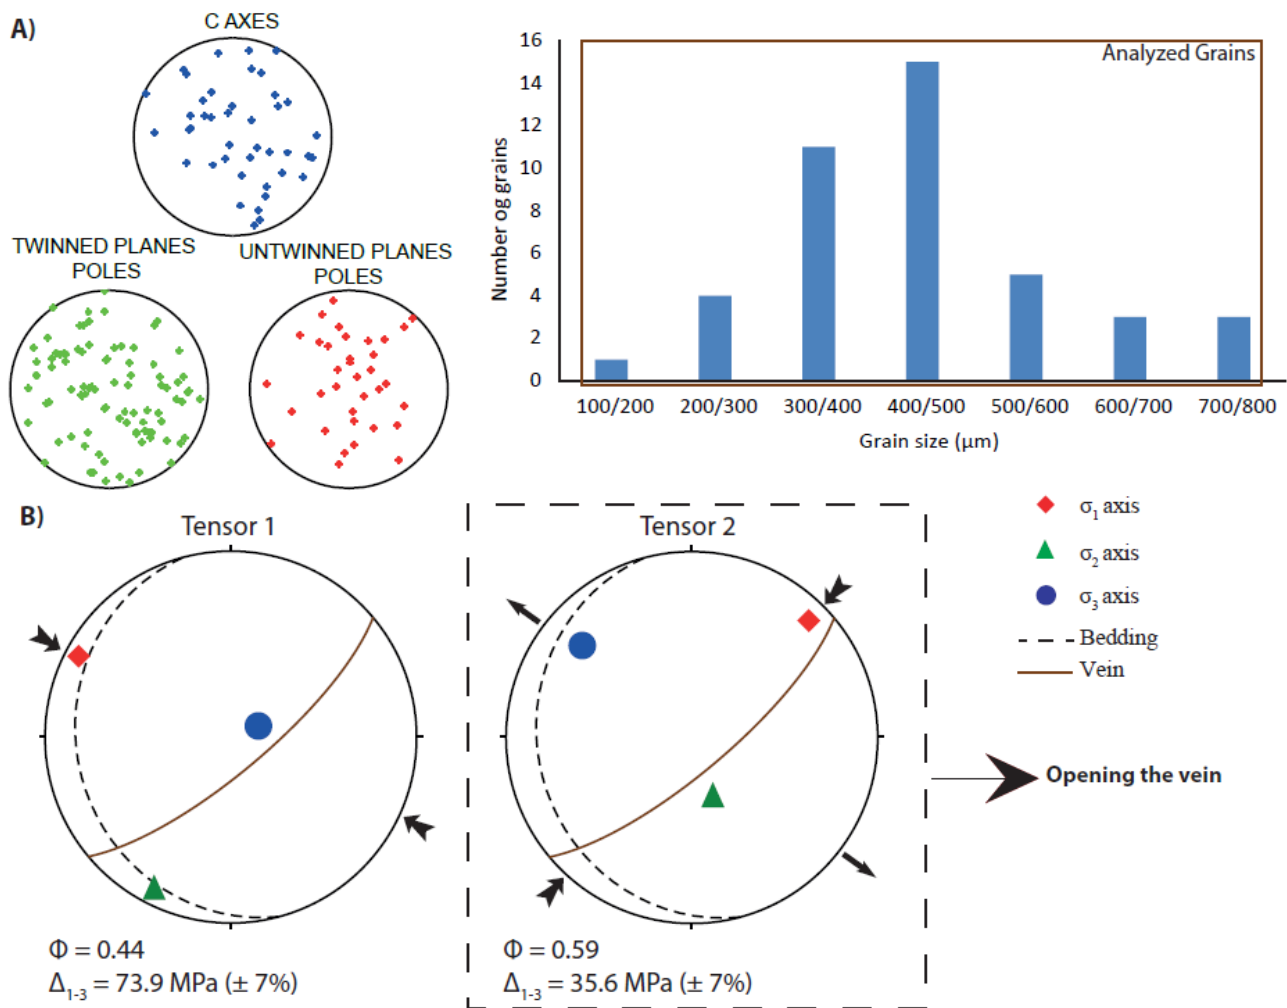 A)
C AXES
TWINNED PLANES
POLES
UNTWINNED PLANES
POLES
Analyzed Grains
16
14
12
10
8
6
4
2
0
Number og grains
100/200 200/300 300/400 400/500 500/600 600/700 700/800
Grain size (µm)
B)
Tensor 1
Φ = 0.44
Δ₁₋₃ = 73.9 MPa (± 7%)
Tensor 2
Φ = 0.59
Δ₁₋₃ = 35.6 MPa (± 7%)
σ₁ axis
σ₂ axis
σ₃ axis
Bedding
Vein
Opening the vein